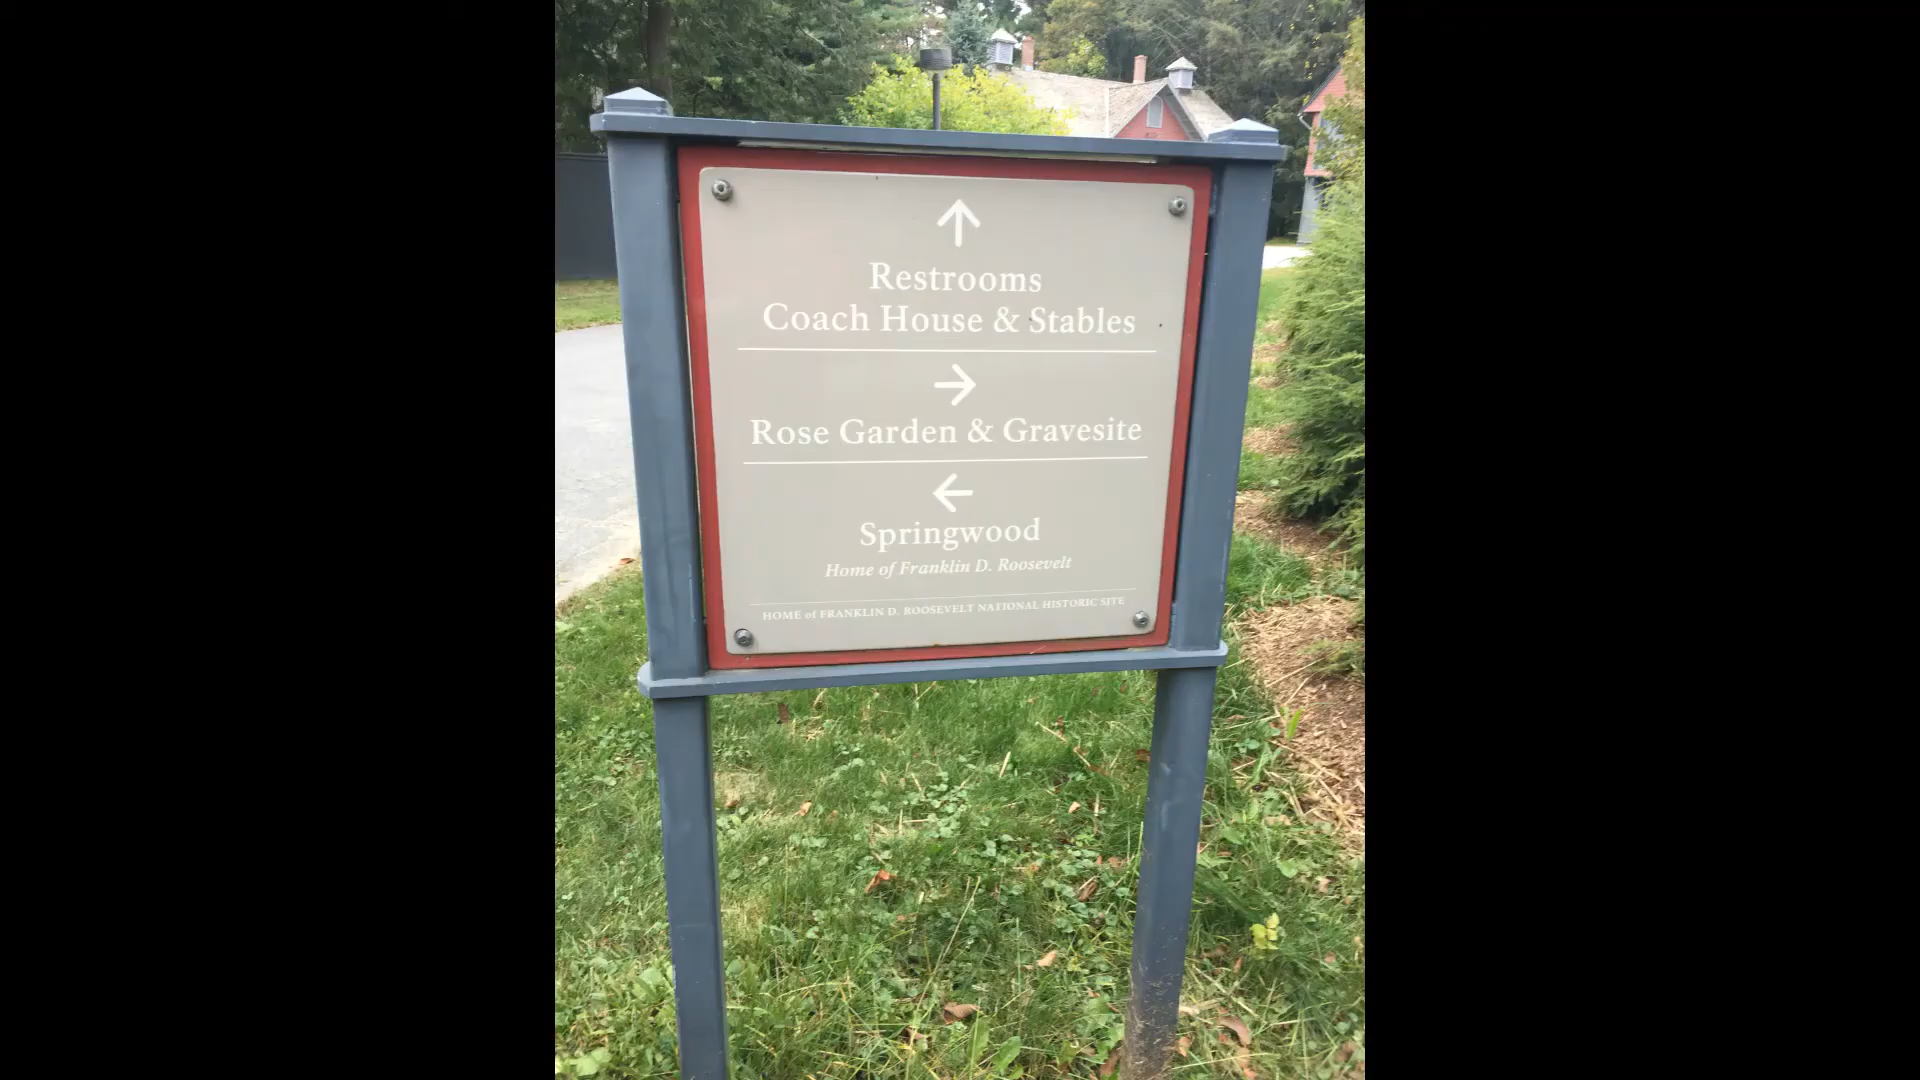 Restrooms
Coach House & Stables
Rose Garden & Gravesite
Springwood
Home of Franklin D. Roosevelt
HOME of FRANKLIN D. ROOSEVELT NATIONAL HISTORIC SITE